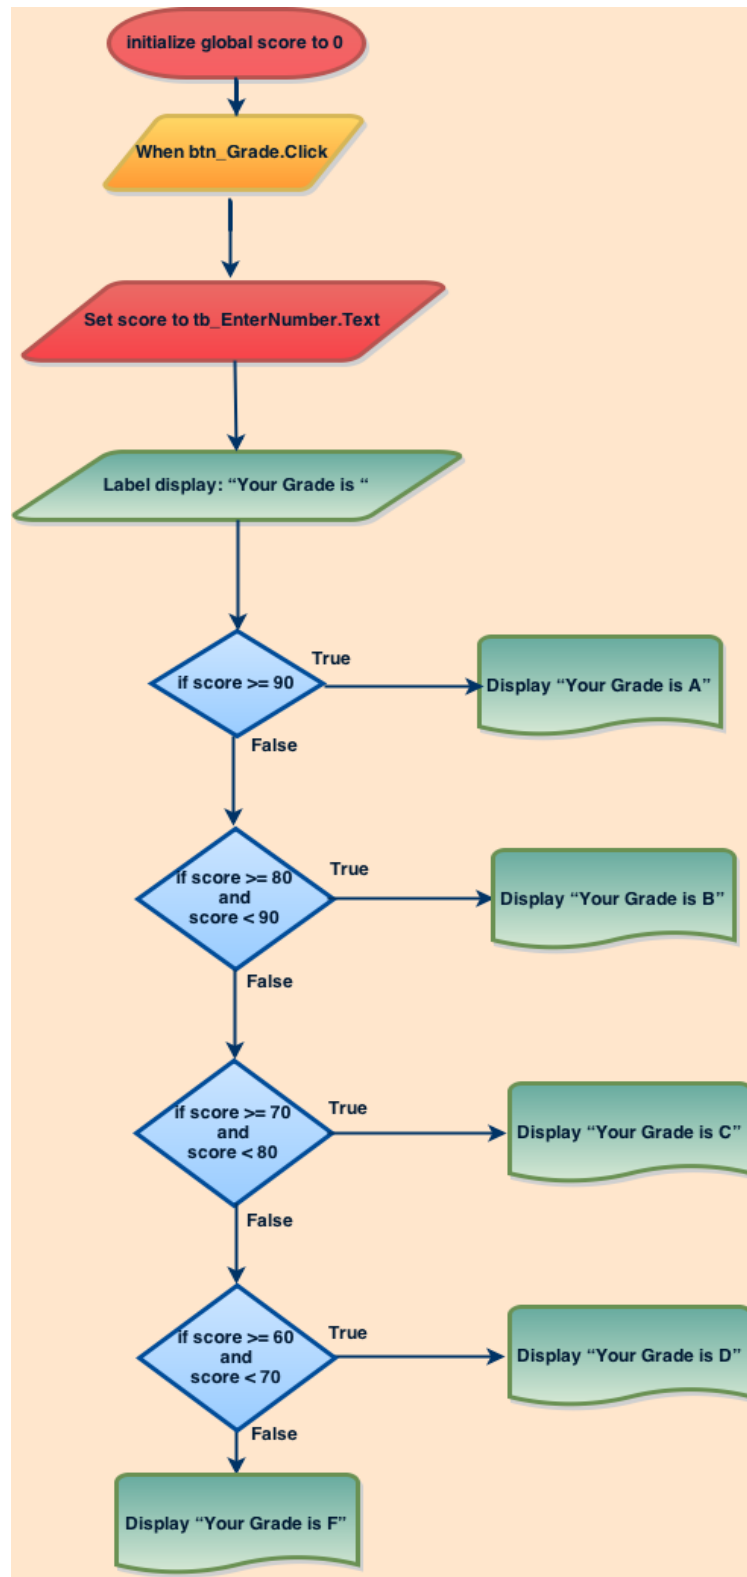 initialize global score to 0
When btn_Grade.Click
Set score to tb_EnterNumber.Text
Label display: “Your Grade is “
if score >= 90
True
Display “Your Grade is A”
False
if score >= 80
and
score < 90
True
Display “Your Grade is B”
False
if score >= 70
and
score < 80
True
Display “Your Grade is C”
False
if score >= 60
and
score < 70
True
Display “Your Grade is D”
False
Display “Your Grade is F”